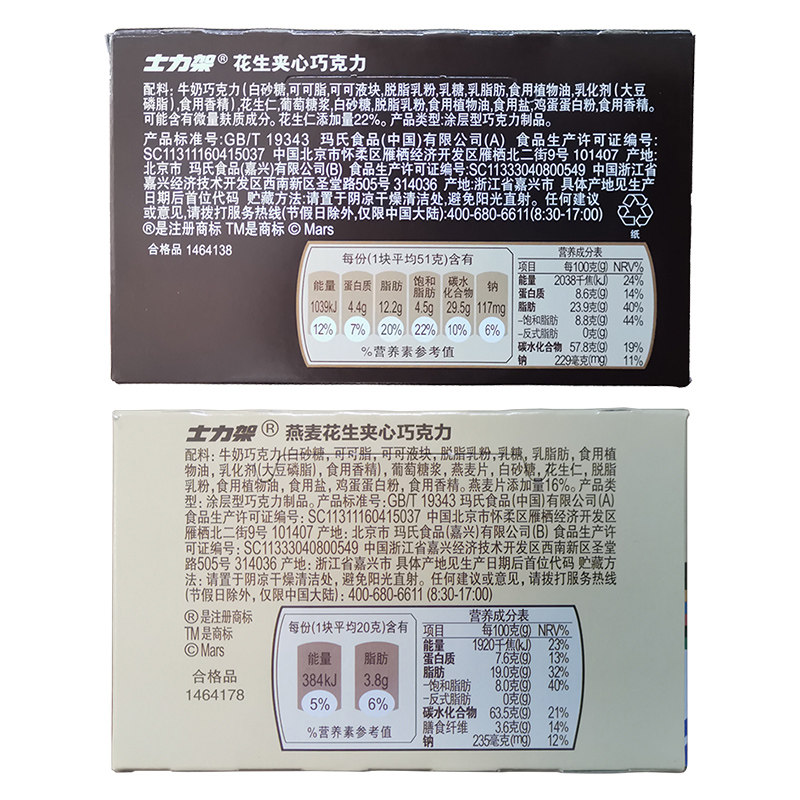 士力架® 花生夹心巧克力
配料: 牛奶巧克力(白砂糖,可可脂,可可液块,脱脂乳粉,乳糖,乳脂肪,食用植物油,乳化剂(大豆
磷脂),食用香精),花生仁,葡萄糖浆,白砂糖,脱脂乳粉,食用植物油,食用盐,鸡蛋蛋白粉,食用香精。
可能含有微量麸质成分。花生仁添加量22%。产品类型:涂层型巧克力制品。
产品标准号:GB/T 19343 玛氏食品(中国)有限公司(A) 食品生产许可证编号:
SC11311160415037 中国北京市怀柔区雁栖经济开发区雁栖北二街9号 101407 产地:
北京市 玛氏食品(嘉兴)有限公司(B) 食品生产许可证编号:SC11333040800549 中国浙江省
嘉兴经济开发区西南新区圣堂路505号 314036 产地:浙江省嘉兴市 具体产地见生产
日期后首位代码 贮藏方法:请置于阴凉干燥清洁处,避免阳光直射。任何建议
或意见,请拨打服务热线(节假日除外,仅限中国大陆):400-680-6611(8:30-17:00)
®是注册商标 TM是商标 © Mars
纸
合格品 1464138
每份(1块平均51克)含有
能量 蛋白质 脂肪 饱和脂肪 碳水化合物 钠
1039kJ 4.4g 12.2g 4.5g 29.5g 117mg
12% 7% 20% 22% 10% 6%
%营养素参考值
营养成分表
项目 每100克(g) NRV%
能量 2038千焦(kJ) 24%
蛋白质 8.6克(g) 14%
脂肪 23.9克(g) 40%
-饱和脂肪 8.8克(g) 44%
-反式脂肪 0克(g)
碳水化合物 57.8克(g) 19%
钠 229毫克(mg) 11%
士力架® 燕麦花生夹心巧克力
配料: 牛奶巧克力(白砂糖, 可可脂, 可可液块, 脱脂乳粉, 乳糖, 乳脂肪, 食用植
物油, 乳化剂(大豆磷脂), 食用香精), 葡萄糖浆, 燕麦片, 白砂糖, 花生仁, 脱脂
乳粉, 食用植物油, 食用盐, 鸡蛋蛋白粉, 食用香精。燕麦片添加量16%。产品类
型: 涂层型巧克力制品。产品标准号: GB/T 19343 玛氏食品(中国)有限公司(A)
食品生产许可证编号: SC11311160415037 中国北京市怀柔区雁栖经济开发区
雁栖北二街9号 101407 产地: 北京市 玛氏食品(嘉兴)有限公司(B) 食品生产许可
证编号: SC11333040800549 中国浙江省嘉兴经济开发区西南新区圣堂
路505号 314036 产地: 浙江省嘉兴市 具体产地见生产日期后首位代码 贮藏方
法: 请置于阴凉干燥清洁处, 避免阳光直射。任何建议或意见, 请拨打服务热线
(节假日除外, 仅限中国大陆): 400-680-6611 (8:30-17:00)
®是注册商标
TM是商标
© Mars
合格品
1464178
每份(1块平均20克)含有
能量 脂肪
384kJ 3.8g
5% 6%
%营养素参考值
营养成分表
项目 每100克(g) NRV%
能量 1920千焦(kJ) 23%
蛋白质 7.6克(g) 13%
脂肪 19.0克(g) 32%
-饱和脂肪 8.0克(g) 40%
-反式脂肪 0克(g)
碳水化合物 63.5克(g) 21%
膳食纤维 3.6克(g) 14%
钠 235毫克(mg) 12%